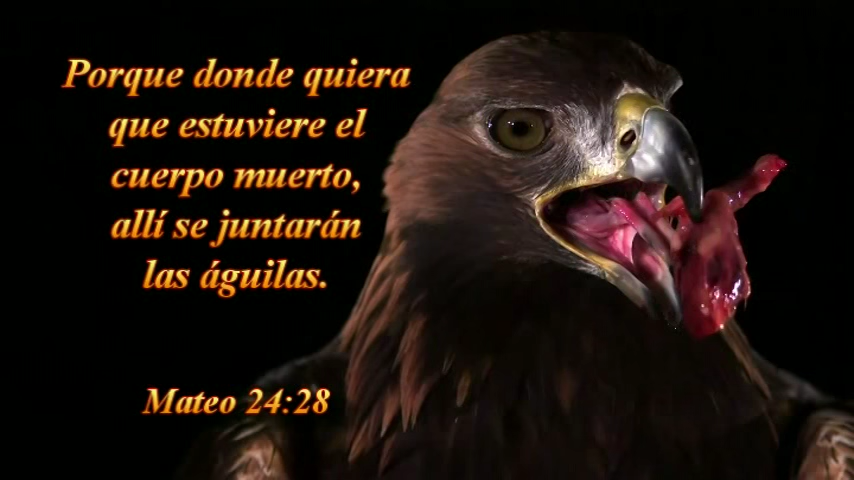 Porque donde quiera
que estuviere el
cuerpo muerto,
allí se juntarán
las águilas.
Mateo 24:28